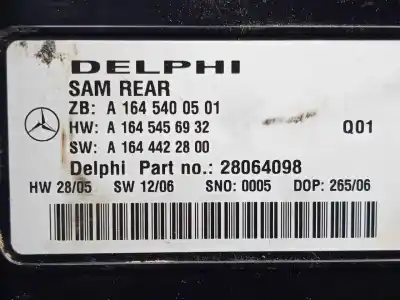 DELPHI
SAM REAR
ZB: A 164 540 05 01
HW: A 164 545 69 32 Q01
SW: A 164 442 28 00
Delphi Part no.: 28064098
HW 28/05 SW 12/06 SNO: 0005 DOP: 265/06